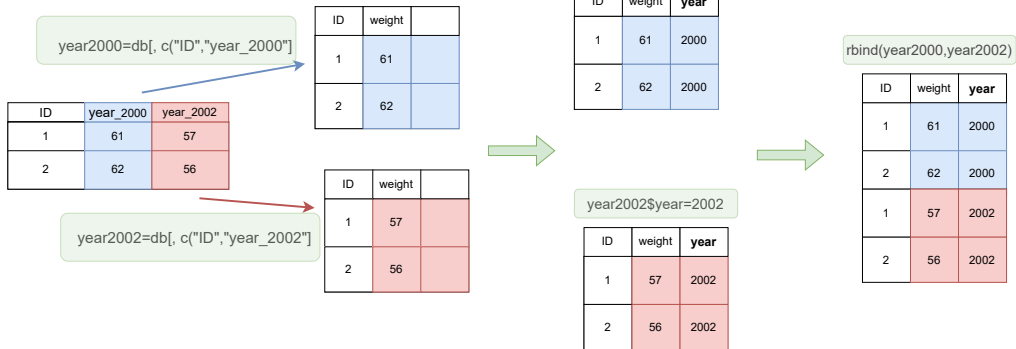 year2000=db[, c("ID","year_2000"]
ID year_2000 year_2002
1 61 57
2 62 56
year2002=db[, c("ID","year_2002"]
ID weight
1 61
2 62
ID weight
1 57
2 56
ID weight year
1 61 2000
2 62 2000
year2002$year=2002
ID weight year
1 57 2002
2 56 2002
rbind(year2000,year2002)
ID weight year
1 61 2000
2 62 2000
1 57 2002
2 56 2002